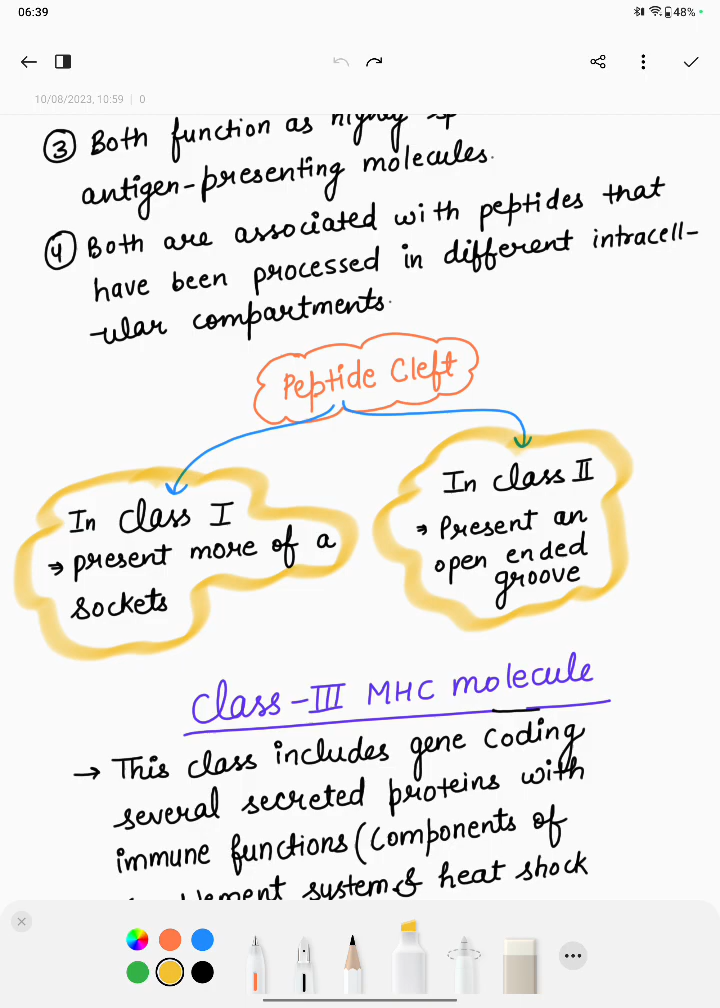 06:39
48%
10/08/2023, 10:59 | 0
③ Both function as highly
antigen-presenting molecules.
④ Both are associated with peptides that
have been processed in different intracell-
-ular compartments.
Peptide Cleft
In class I
→ present more of a
sockets
In class II
→ Present an
open ended
groove
Class-III MHC molecule
→ This class includes gene coding
several secreted proteins with
immune functions (components of
system & heat shock